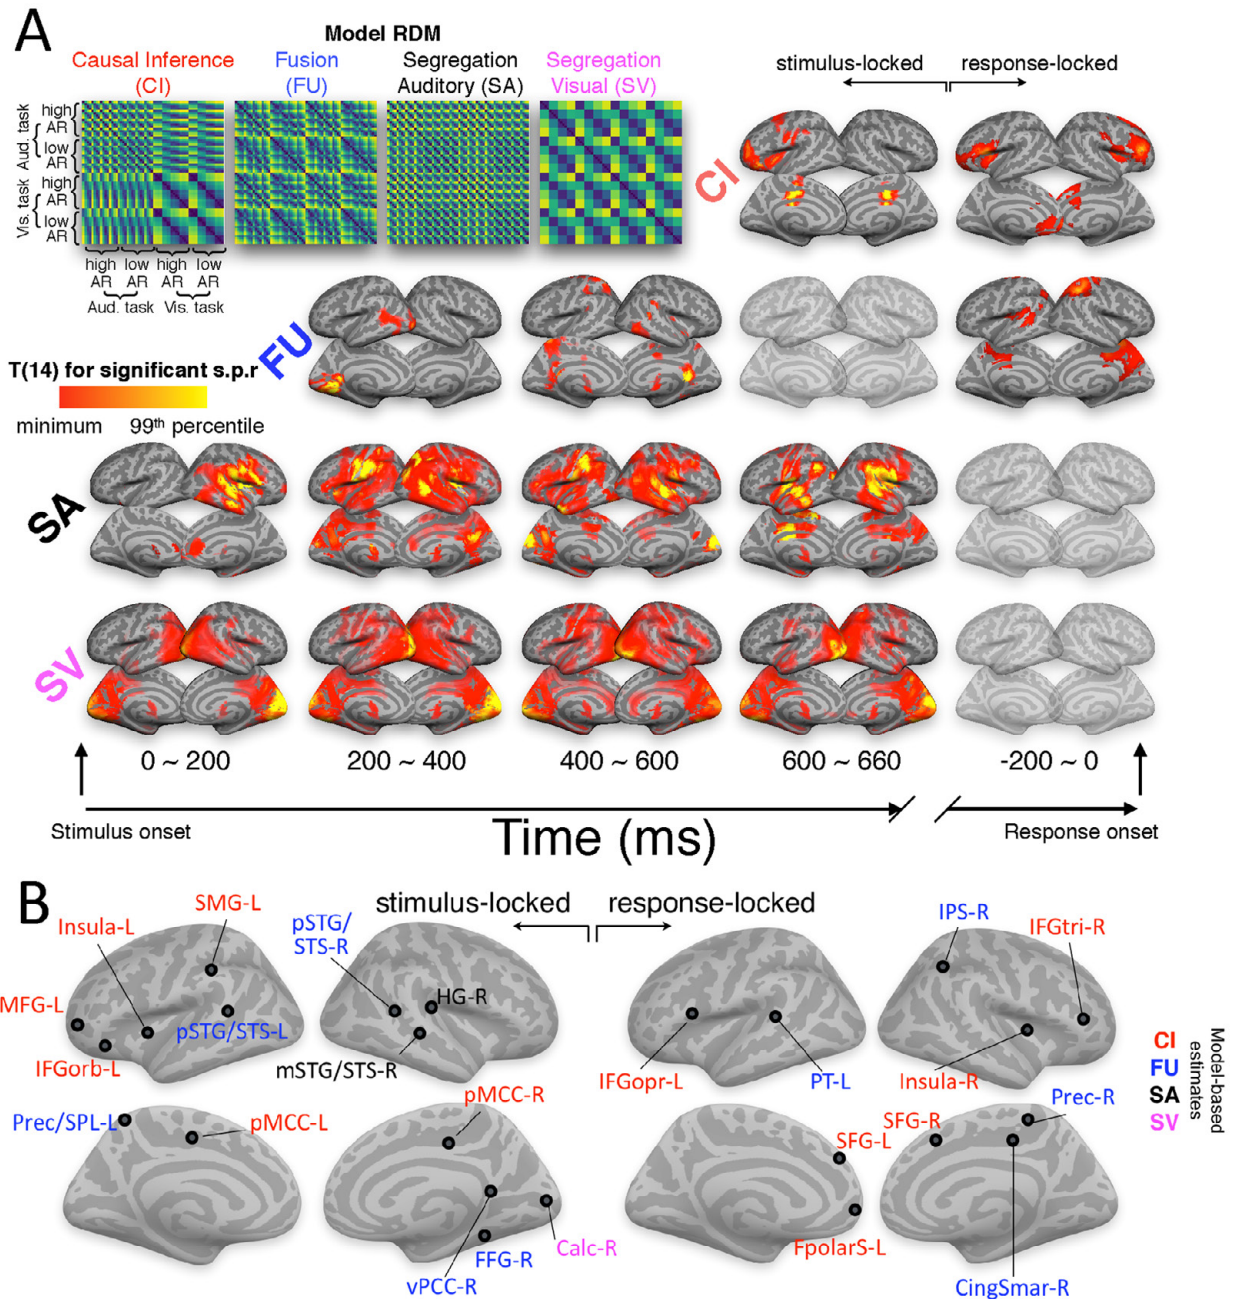 A
Model RDM
Causal Inference
(CI)
Fusion
(FU)
Segregation
Auditory (SA)
Segregation
Visual (SV)
stimulus-locked
response-locked
Aud. task
high
AR
low
AR
Vis. task
high
AR
low
AR
high
AR
low
AR
high
AR
low
AR
Aud. task
Vis. task
CI
FU
T(14) for significant s.p.r
minimum
99th percentile
SA
SV
0 ~ 200
200 ~ 400
400 ~ 600
600 ~ 660
-200 ~ 0
Stimulus onset
Time (ms)
Response onset
B
stimulus-locked
response-locked
SMG-L
Insula-L
MFG-L
IFGorb-L
pSTG/STS-L
pSTG/
STS-R
HG-R
mSTG/STS-R
IFGopr-L
PT-L
IPS-R
IFGtri-R
Insula-R
Prec/SPL-L
pMCC-L
pMCC-R
vPCC-R
FFG-R
Calc-R
SFG-L
FpolarS-L
SFG-R
Prec-R
CingSmar-R
CI
FU
SA
SV
Model-based
estimates